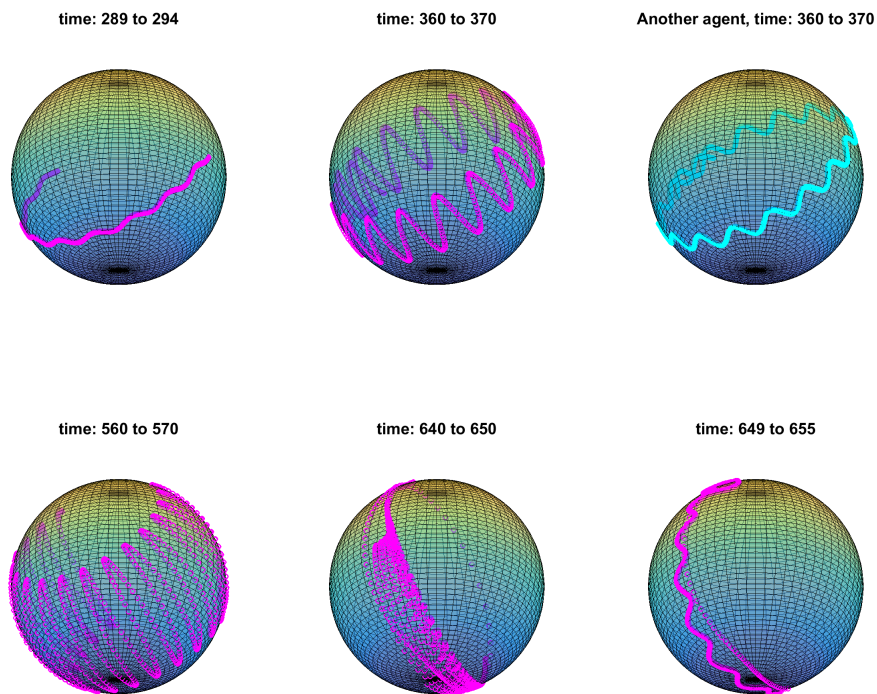 time: 289 to 294
time: 360 to 370
Another agent, time: 360 to 370
time: 560 to 570
time: 640 to 650
time: 649 to 655